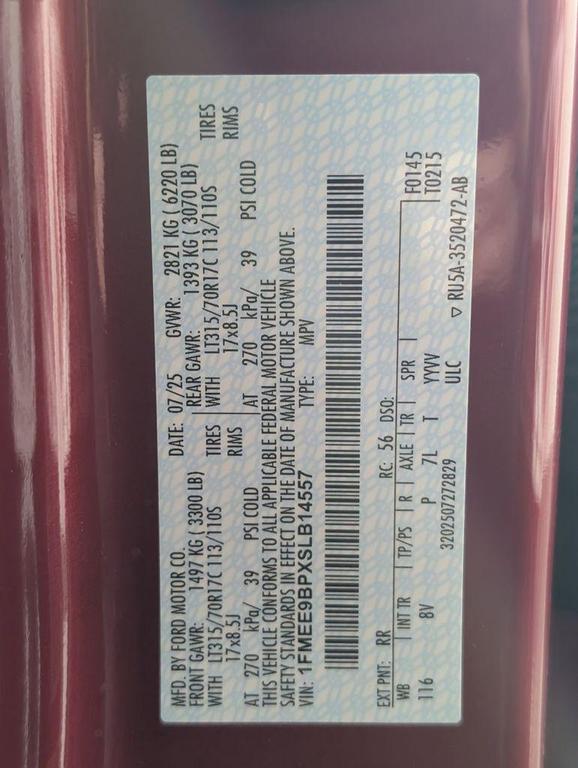 MFD. BY FORD MOTOR CO.
DATE: 07/25 GVWR: 2821 KG ( 6220 LB)
FRONT GAWR: 1497 KG ( 3300 LB) REAR GAWR: 1393 KG ( 3070 LB)
WITH LT315/70R17C 113/110S TIRES WITH LT315/70R17C 113/110S TIRES
17x8.5J RIMS 17x8.5J RIMS
AT 270 kPa/ 39 PSI COLD AT 270 kPa/ 39 PSI COLD
THIS VEHICLE CONFORMS TO ALL APPLICABLE FEDERAL MOTOR VEHICLE
SAFETY STANDARDS IN EFFECT ON THE DATE OF MANUFACTURE SHOWN ABOVE.
VIN: 1FMEE9BPXSLB14557 TYPE: MPV
EXT PNT: RR RC: 56 DSO: F0145
WB INT TR TP/PS R AXLE TR SPR T0215
116 8V P 7L T YYVV
ULC
3202507272829 ▽ RU5A-3520472-AB